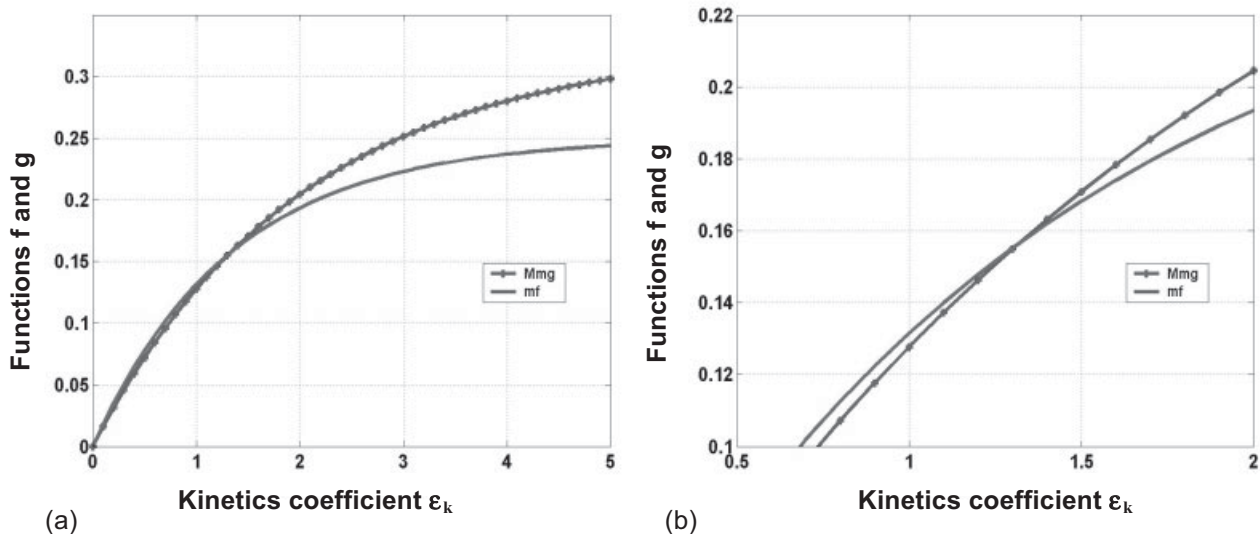 Functions f and g
0.3
0.25
0.2
0.15
0.1
0.05
0
0 1 2 3 4 5
Mmg
mf
Kinetics coefficient εk
(a)
Functions f and g
0.22
0.2
0.18
0.16
0.14
0.12
0.1
0.5 1 1.5 2
Mmg
mf
Kinetics coefficient εk
(b)